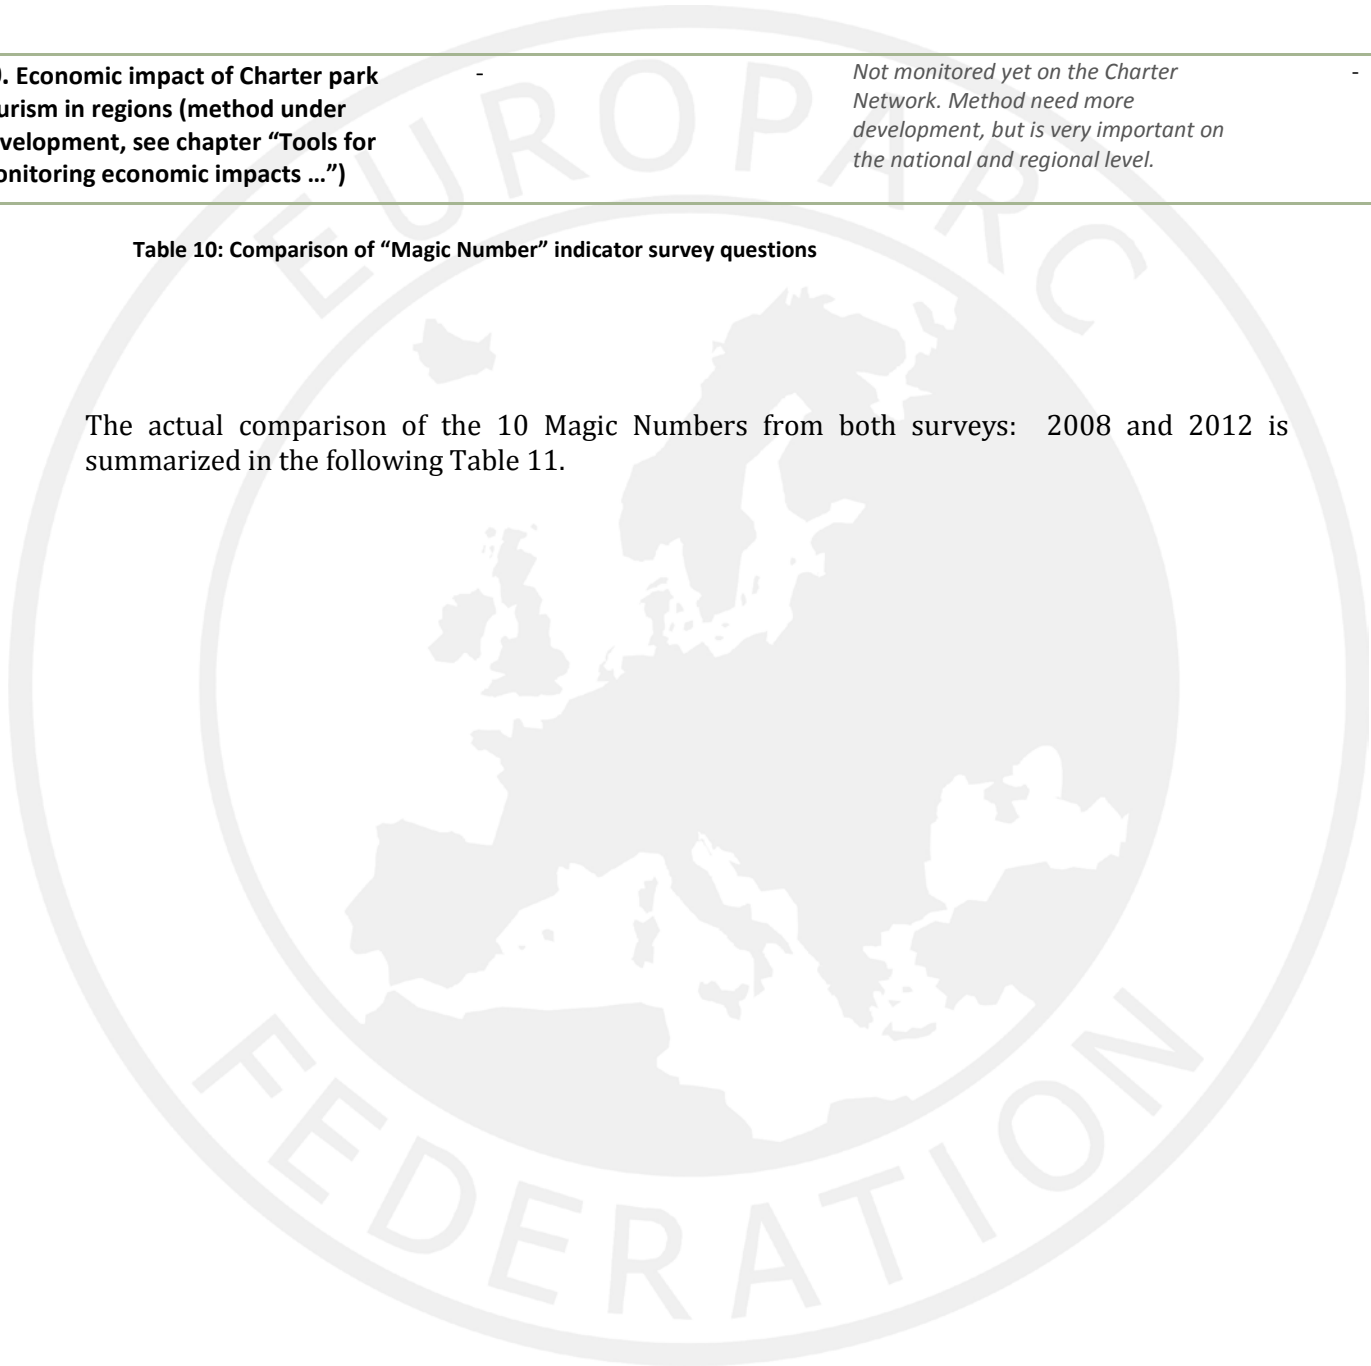 . Economic impact of Charter park
urism in regions (method under
velopment, see chapter “Tools for
onitoring economic impacts …”)
-
Not monitored yet on the Charter
Network. Method need more
development, but is very important on
the national and regional level.
-
Table 10: Comparison of “Magic Number” indicator survey questions
The actual comparison of the 10 Magic Numbers from both surveys: 2008 and 2012 is
summarized in the following Table 11.
EUROPARC
FEDERATION